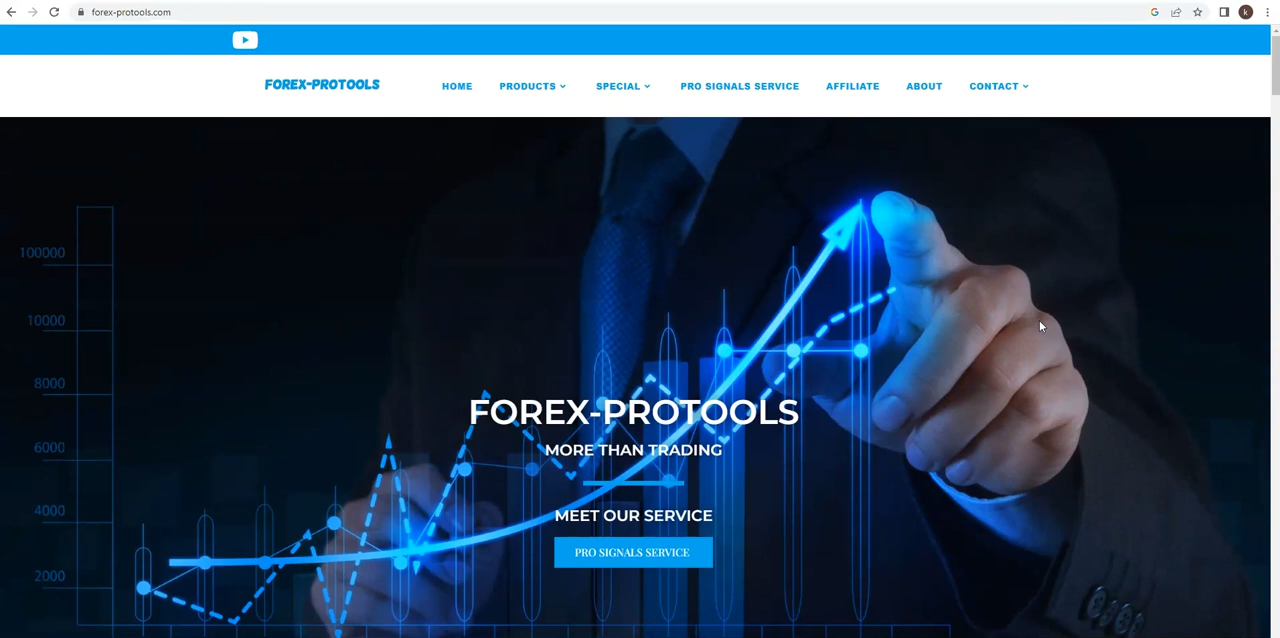 forex-protools.com
k
FOREX-PROTOOLS
HOME
PRODUCTS
SPECIAL
PRO SIGNALS SERVICE
AFFILIATE
ABOUT
CONTACT
100000
10000
8000
6000
4000
2000
FOREX-PROTOOLS
MORE THAN TRADING
MEET OUR SERVICE
PRO SIGNALS SERVICE